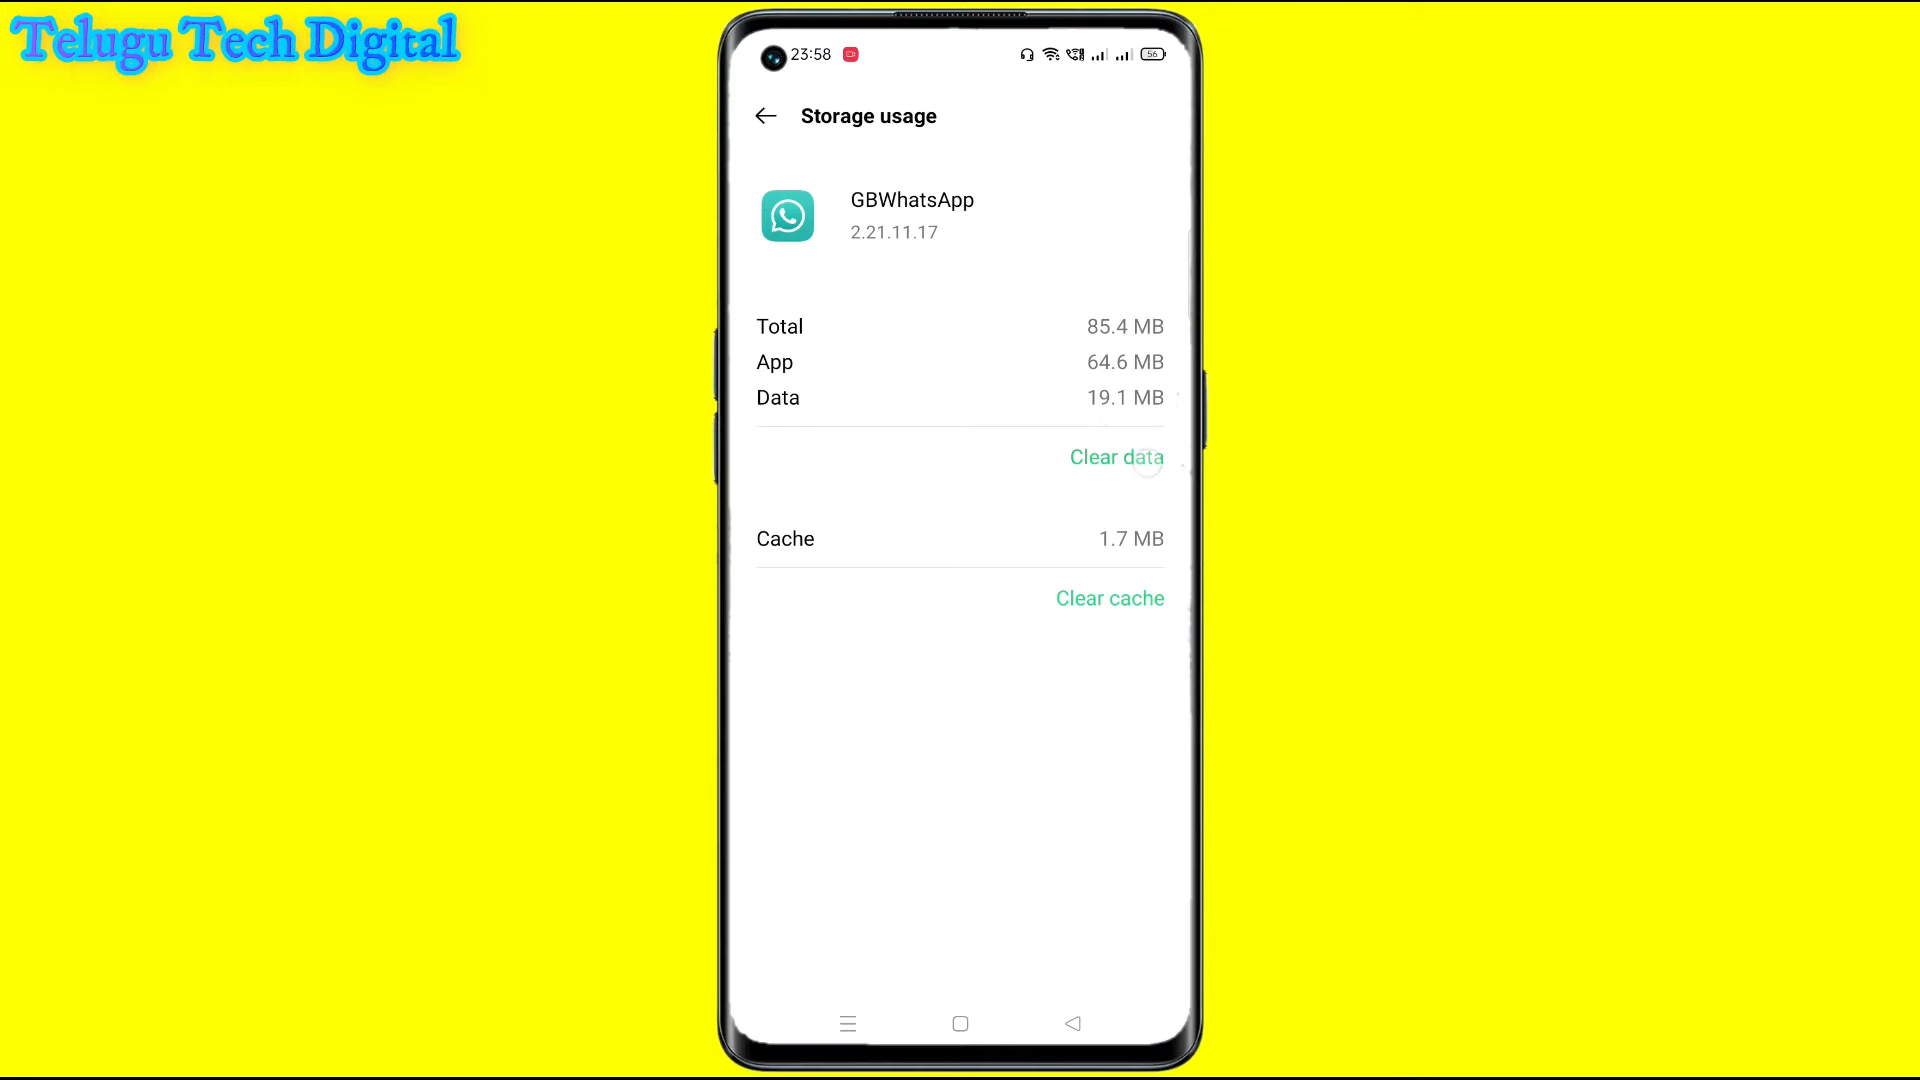 Telugu Tech Digital
23:58
56
Storage usage
GBWhatsApp
2.21.11.17
Total 85.4 MB
App 64.6 MB
Data 19.1 MB
Clear data
Cache 1.7 MB
Clear cache